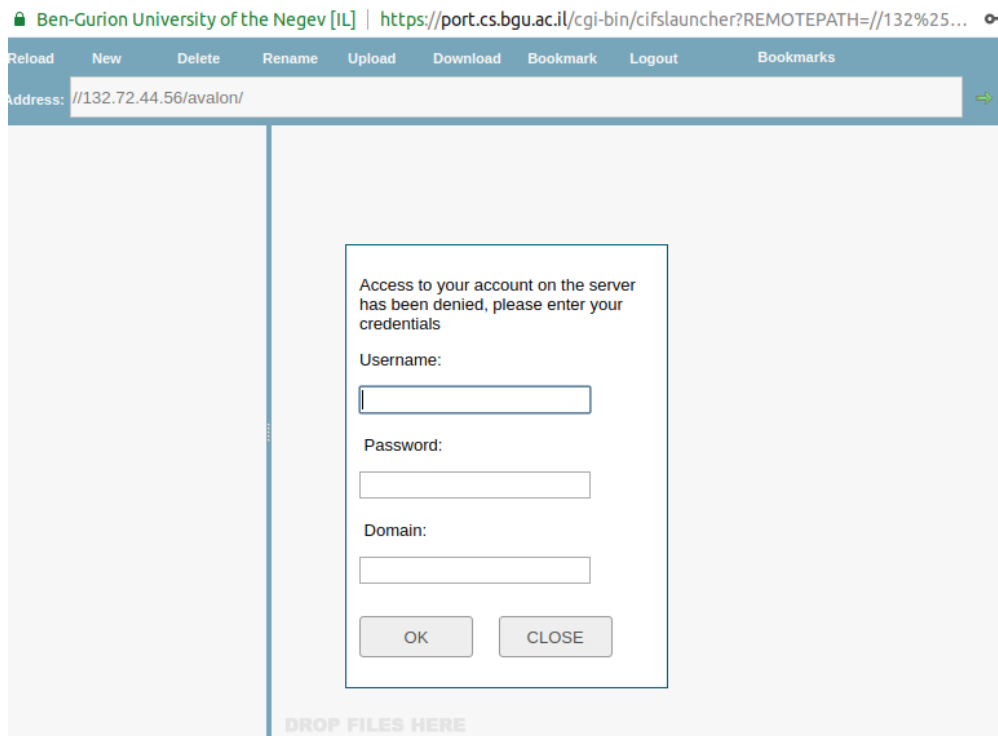 Ben-Gurion University of the Negev [IL] | https://port.cs.bgu.ac.il/cgi-bin/cifslauncher?REMOTEPATH=//132%25...
Reload New Delete Rename Upload Download Bookmark Logout Bookmarks
Address: //132.72.44.56/avalon/
Access to your account on the server
has been denied, please enter your
credentials
Username:
Password:
Domain:
OK CLOSE
DROP FILES HERE